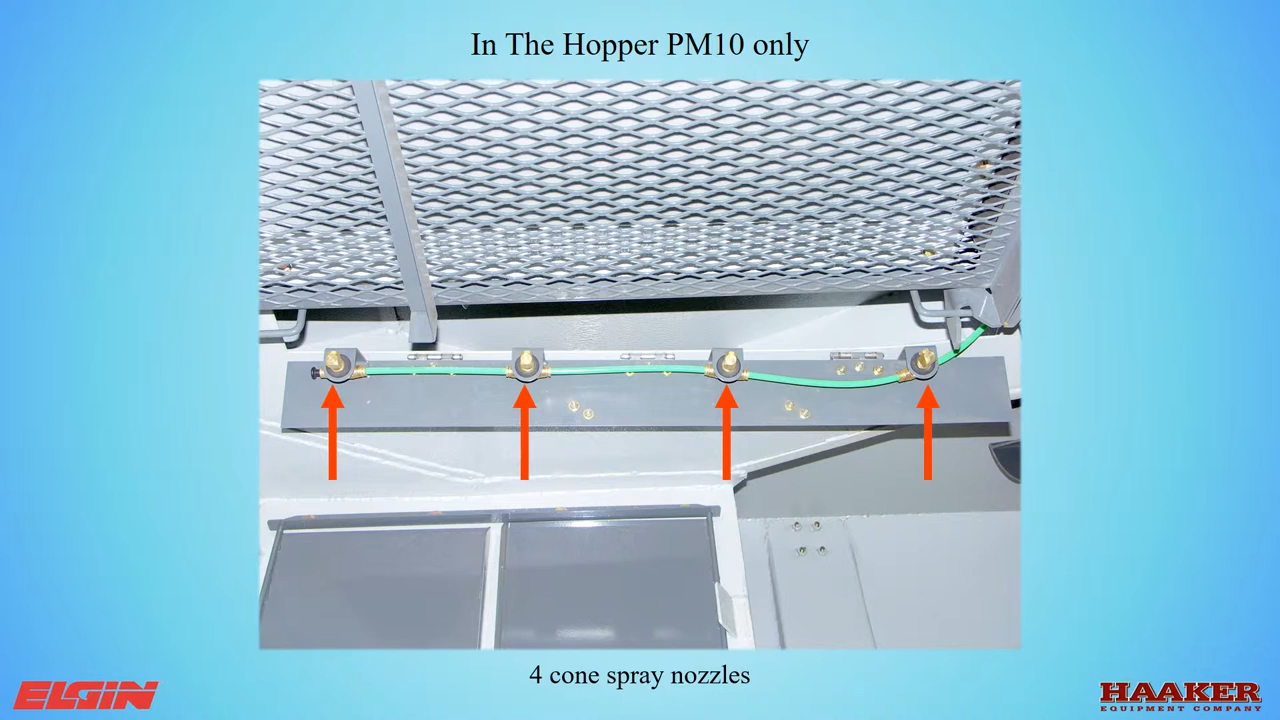 In The Hopper PM10 only
4 cone spray nozzles
ELGIN
HAAKER
EQUIPMENT COMPANY